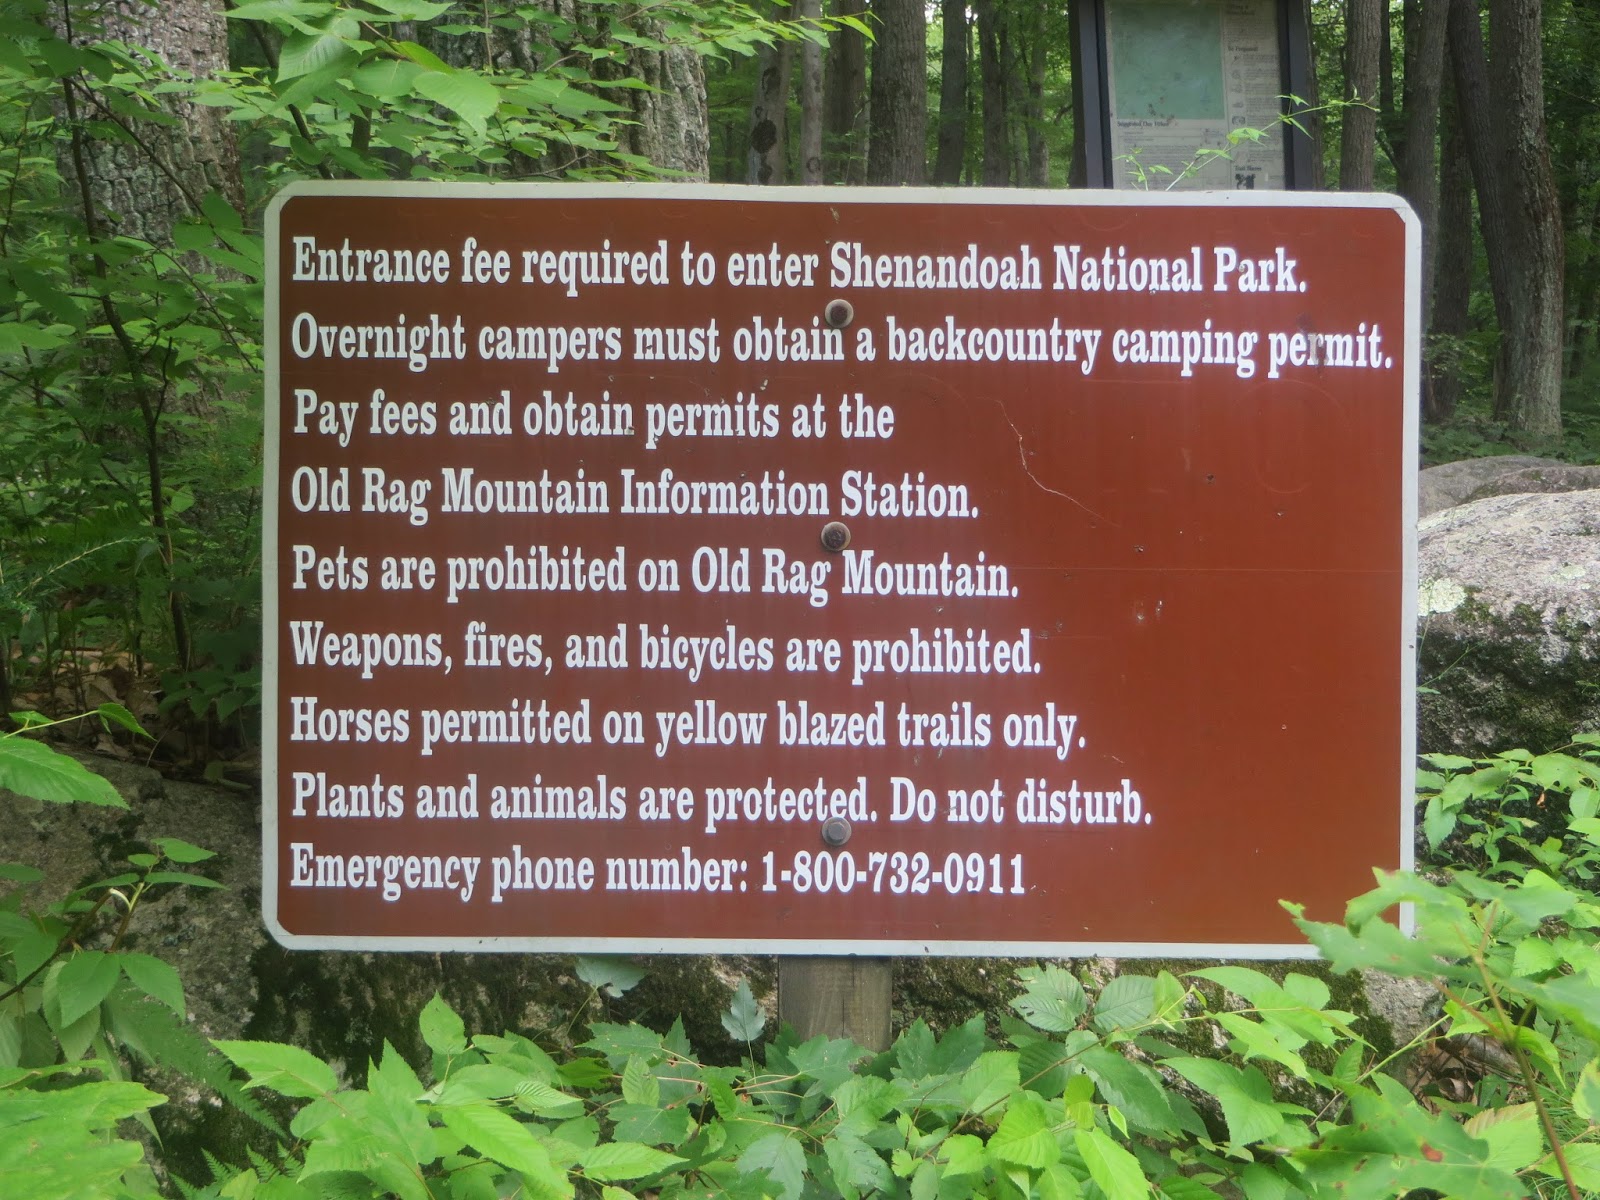 Entrance fee required to enter Shenandoah National Park.
Overnight campers must obtain a backcountry camping permit.
Pay fees and obtain permits at the
Old Rag Mountain Information Station.
Pets are prohibited on Old Rag Mountain.
Weapons, fires, and bicycles are prohibited.
Horses permitted on yellow blazed trails only.
Plants and animals are protected. Do not disturb.
Emergency phone number: 1-800-732-0911